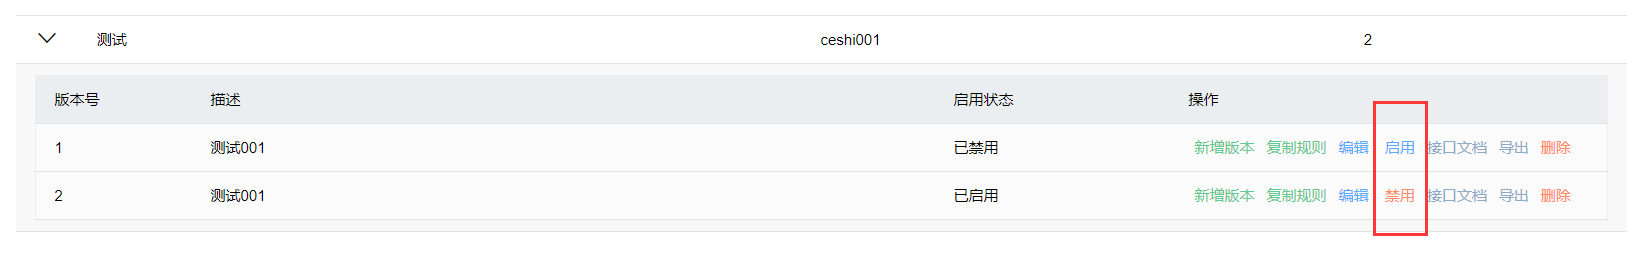 测试 ceshi001 2
版本号 描述 启用状态 操作
1 测试001 已禁用 新增版本 复制规则 编辑 启用 接口文档 导出 删除
2 测试001 已启用 新增版本 复制规则 编辑 禁用 接口文档 导出 删除